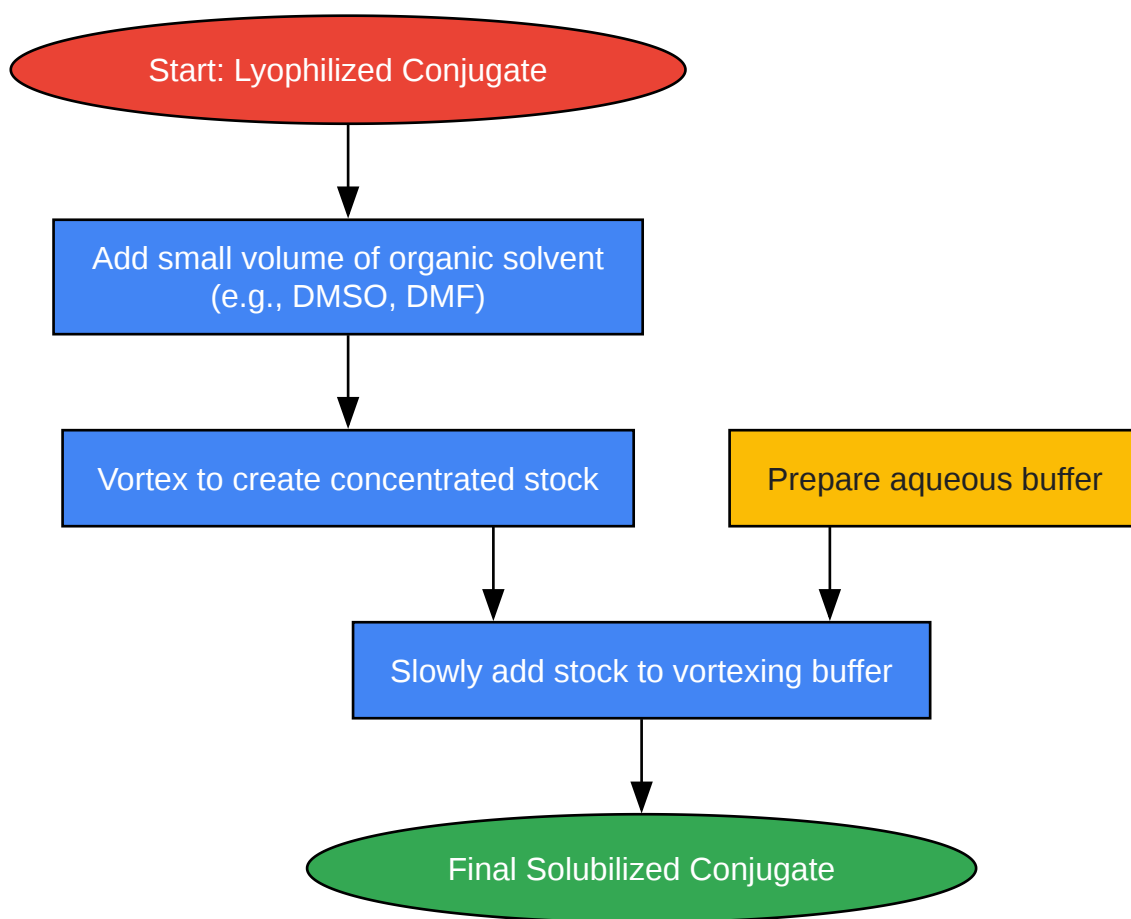 Start: Lyophilized Conjugate
Add small volume of organic solvent
(e.g., DMSO, DMF)
Vortex to create concentrated stock
Prepare aqueous buffer
Slowly add stock to vortexing buffer
Final Solubilized Conjugate